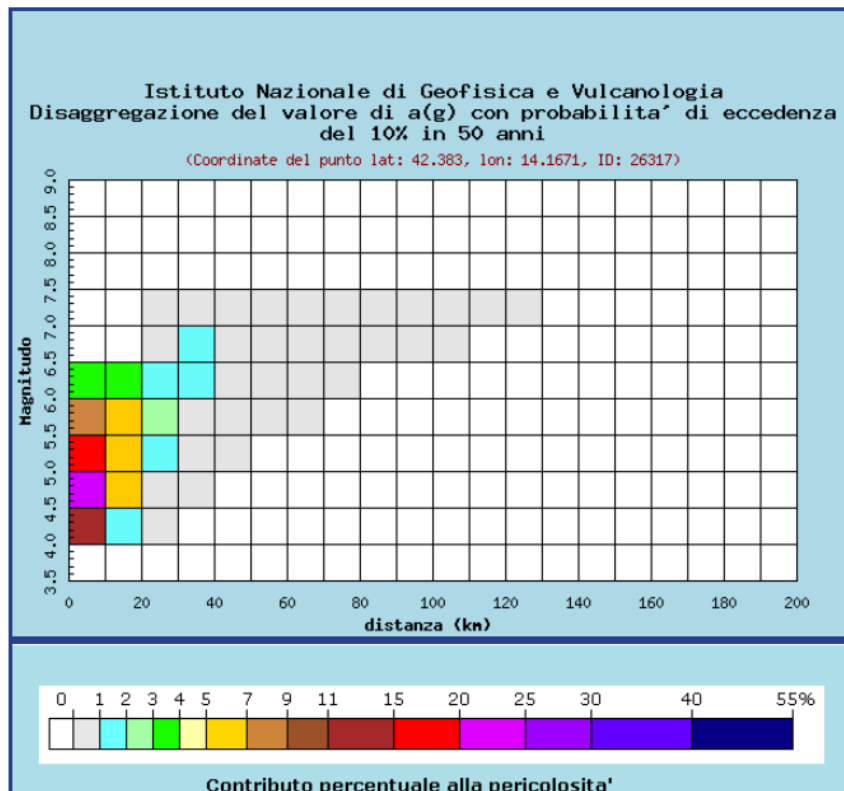 Istituto Nazionale di Geofisica e Vulcanologia
Disaggregazione del valore di a(g) con probabilita' di eccedenza
del 10% in 50 anni
(Coordinate del punto lat: 42.383, lon: 14.1671, ID: 26317)
Magnitudo
9.0
8.5
8.0
7.5
7.0
6.5
6.0
5.5
5.0
4.5
4.0
3.5
0 20 40 60 80 100 120 140 160 180 200
distanza (km)
0 1 2 3 4 5 7 9 11 15 20 25 30 40 55%
Contributo percentuale alla pericolosita'